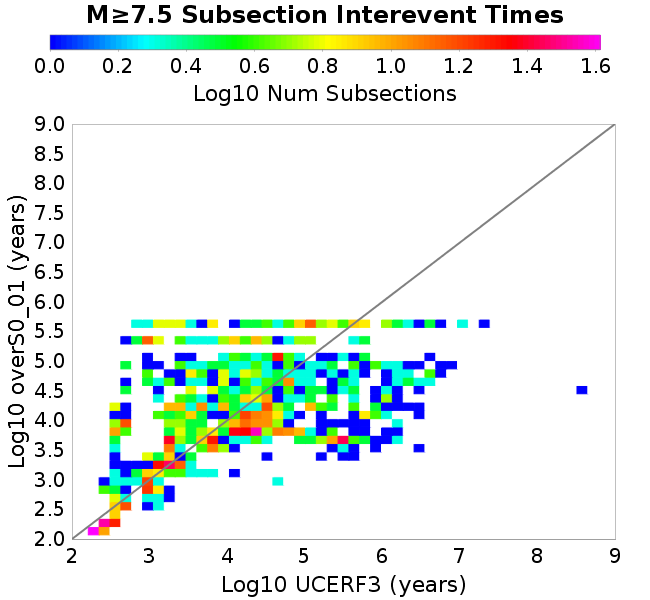 M≥7.5 Subsection Interevent Times
0.0 0.2 0.4 0.6 0.8 1.0 1.2 1.4 1.6
Log10 Num Subsections
9.0
8.5
8.0
7.5
7.0
6.5
6.0
5.5
5.0
4.5
4.0
3.5
3.0
2.5
2.0
Log10 overS0_01 (years)
2 3 4 5 6 7 8 9
Log10 UCERF3 (years)